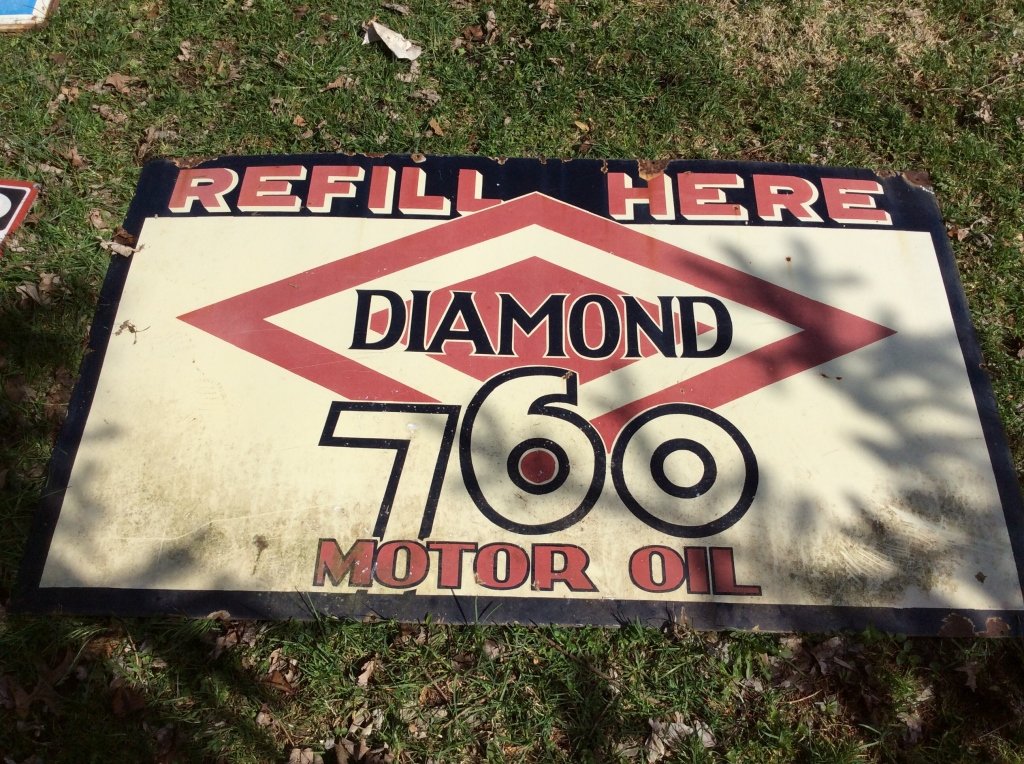 REFILL HERE
DIAMOND
760
MOTOR OIL